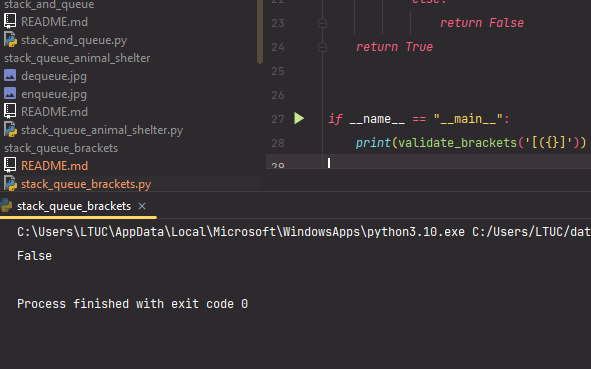 stack_and_queue
README.md
stack_and_queue.py
stack_queue_animal_shelter
dequeue.jpg
enqueue.jpg
README.md
stack_queue_animal_shelter.py
stack_queue_brackets
README.md
stack_queue_brackets.py
22 else:
23 return False
24 return True
25
26
27 if __name__ == "__main__":
28 print(validate_brackets('[({}]'))
29
stack_queue_brackets ×
C:\Users\LTUC\AppData\Local\Microsoft\WindowsApps\python3.10.exe C:/Users/LTUC/dat
False
Process finished with exit code 0